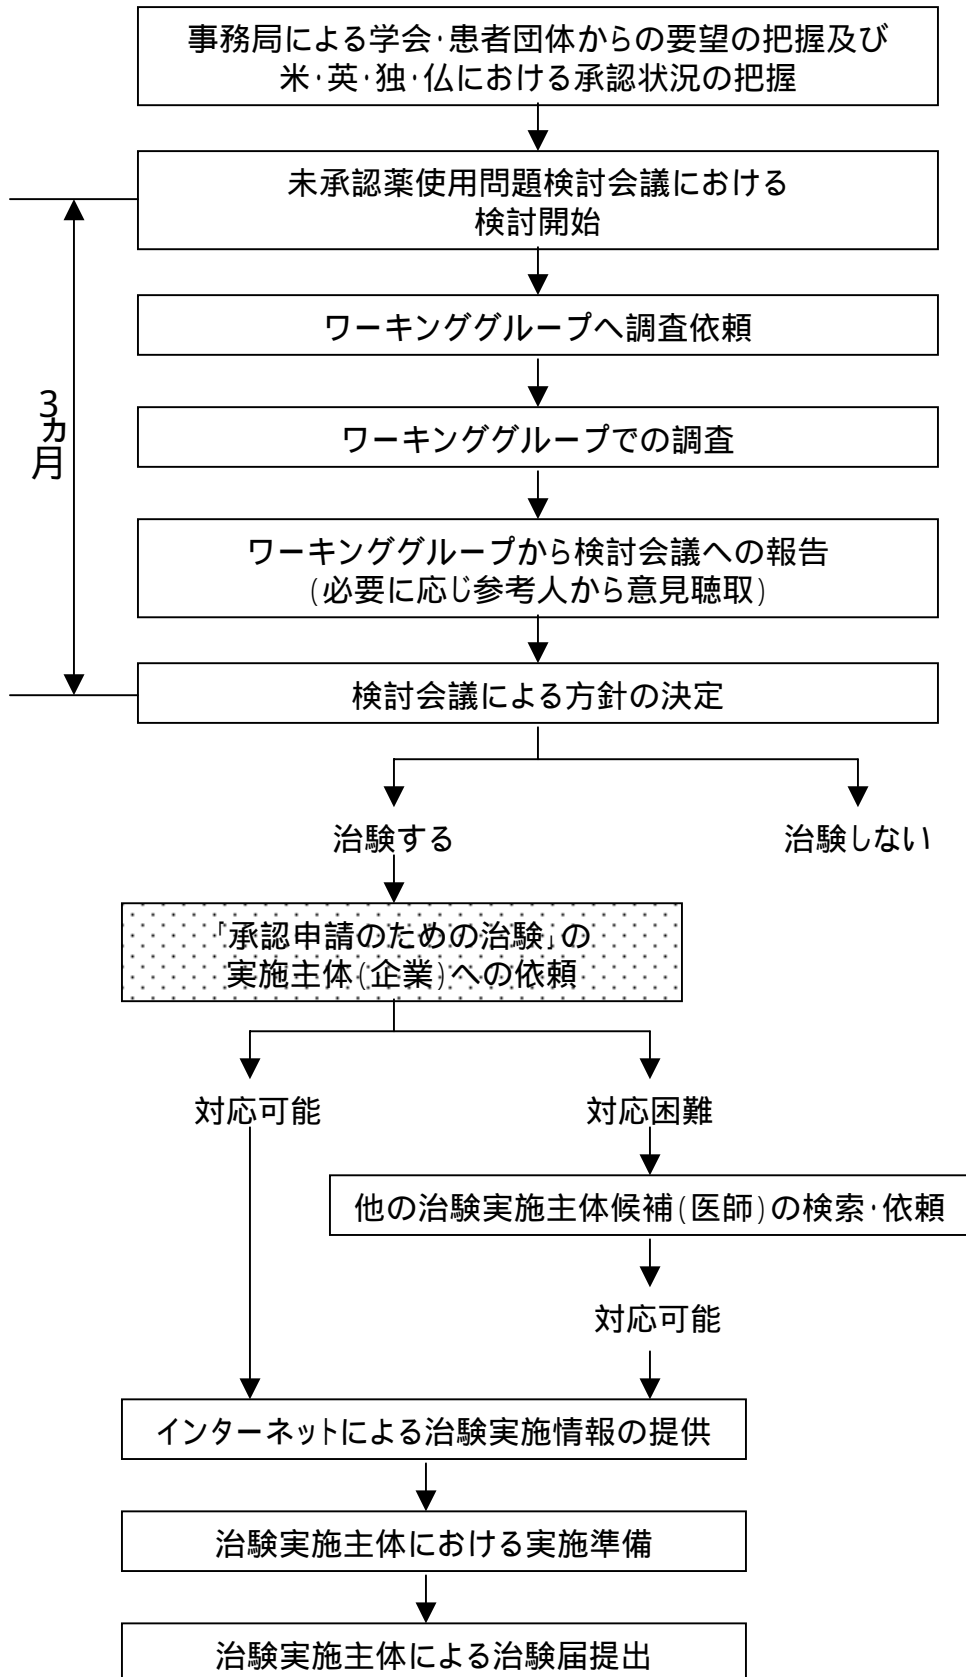 事務局による学会・患者団体からの要望の把握及び
米・英・独・仏における承認状況の把握
未承認薬使用問題検討会議における
検討開始
ワーキンググループへ調査依頼
3ヵ月
ワーキンググループでの調査
ワーキンググループから検討会議への報告
(必要に応じ参考人から意見聴取)
検討会議による方針の決定
治験する
治験しない
「承認申請のための治験」の
実施主体(企業)への依頼
対応可能
対応困難
他の治験実施主体候補(医師)の検索・依頼
対応可能
インターネットによる治験実施情報の提供
治験実施主体における実施準備
治験実施主体による治験届提出